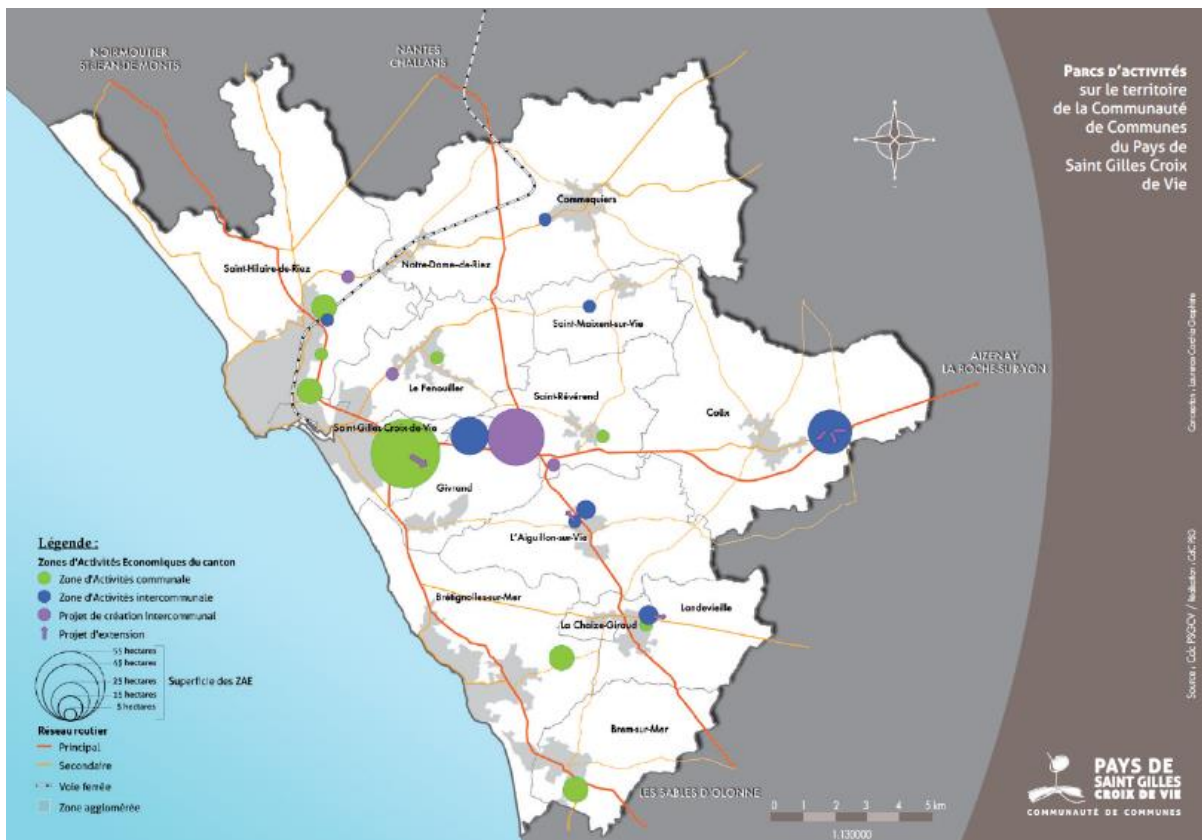 NOIRMOUTIER
ST JEAN DE MONTS
NANTES
CHALLANS
PARCS D'ACTIVITÉS
sur le territoire
de la Communauté
de Communes
du Pays de
Saint Gilles Croix
de Vie
Commequiers
Saint-Hilaire-de-Riez
Notre-Dame-de-Riez
Saint-Maixent-sur-Vie
AIZENAY
LA ROCHE-SUR-YON
Le Fenouiller
Saint-Révérend
Coëx
Saint-Gilles-Croix-de-Vie
Givrand
L'Aiguillon-sur-Vie
Brétignolles-sur-Mer
La Chaize-Giraud
Landevieille
Brem-sur-Mer
LES SABLES D'OLONNE
Légende :
Zones d'Activités Economiques du canton
Zone d'Activités communale
Zone d'Activités intercommunale
Projet de création Intercommunal
Projet d'extension
45 hectares
25 hectares
15 hectares
5 hectares
Superficie des ZAE
Réseau routier
Principal
Secondaire
Voie ferrée
Zone agglomérée
0 1 2 3 4 5 km
1:130000
Source : Cdc PSGCV / Réalisation : CdC PSG
PAYS DE
SAINT GILLES
CROIX DE VIE
COMMUNAUTÉ DE COMMUNES